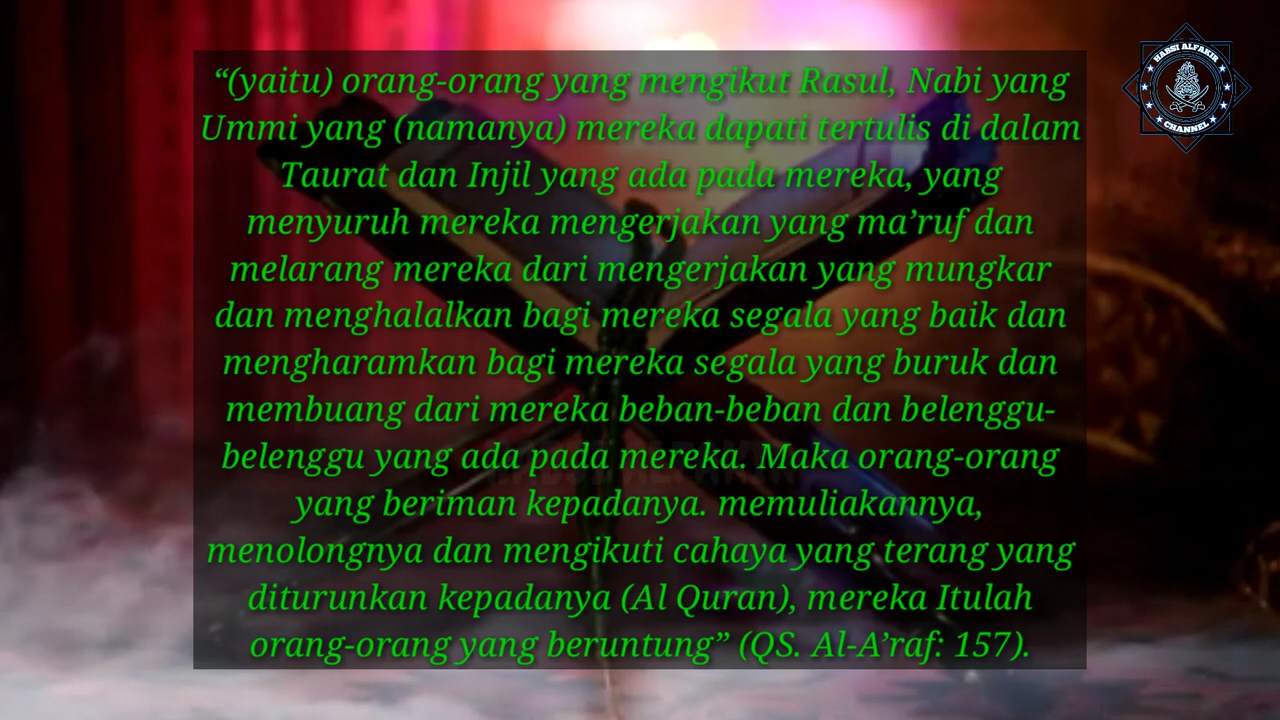 “(yaitu) orang-orang yang mengikut Rasul, Nabi yang
Ummi yang (namanya) mereka dapati tertulis di dalam
Taurat dan Injil yang ada pada mereka, yang
menyuruh mereka mengerjakan yang ma’ruf dan
melarang mereka dari mengerjakan yang mungkar
dan menghalalkan bagi mereka segala yang baik dan
mengharamkan bagi mereka segala yang buruk dan
membuang dari mereka beban-beban dan belenggu-
belenggu yang ada pada mereka. Maka orang-orang
yang beriman kepadanya. memuliakannya,
menolongnya dan mengikuti cahaya yang terang yang
diturunkan kepadanya (Al Quran), mereka Itulah
orang-orang yang beruntung” (QS. Al-A’raf: 157).
HABSI ALFAKIR
CHANNEL